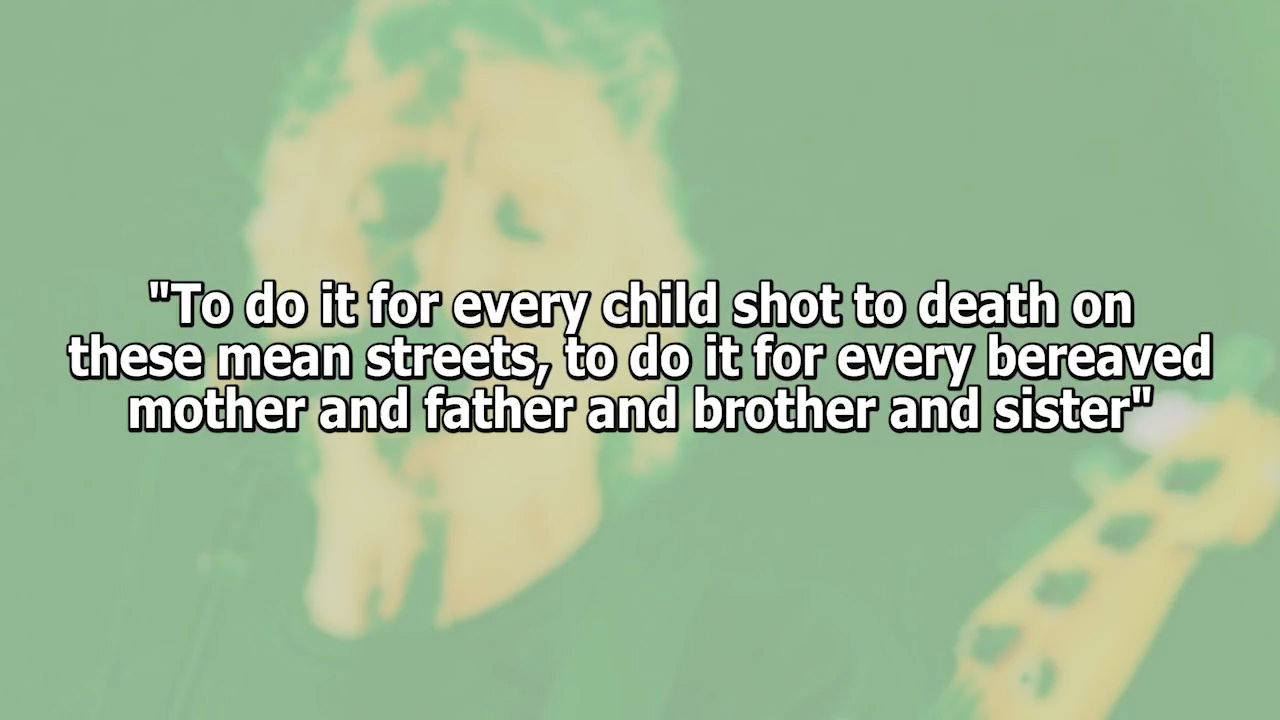 "To do it for every child shot to death on
these mean streets, to do it for every bereaved
mother and father and brother and sister"